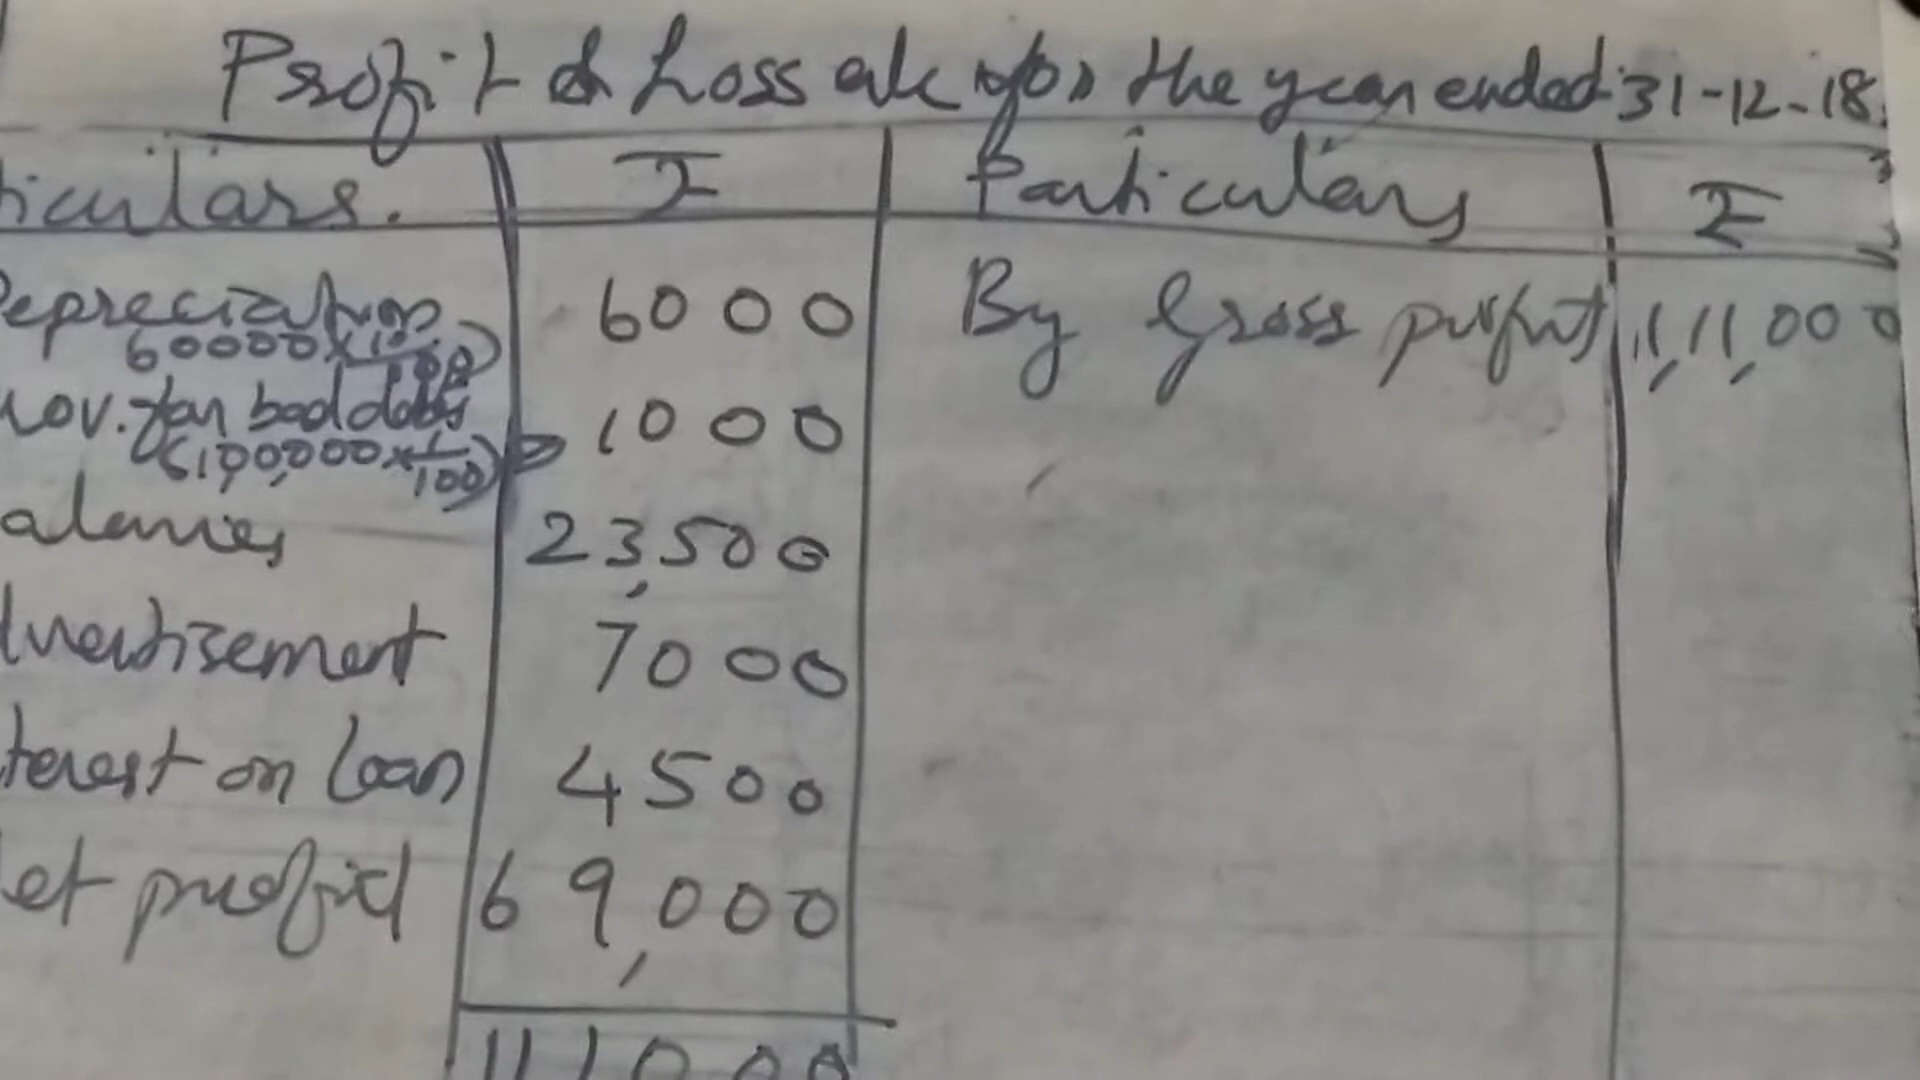 Profit & Loss a/c for the year ended 31-12-18.
iculars. ₹ Particulars ₹
epreciation 6000 By Gross profit 1,11,000
60000 x 10/100)
rov. for bad debts 1000
(1,00,000 x 1/100)
alaries 23,500
dvertisement 7000
terest on loan 4500
et profit 69,000
111000